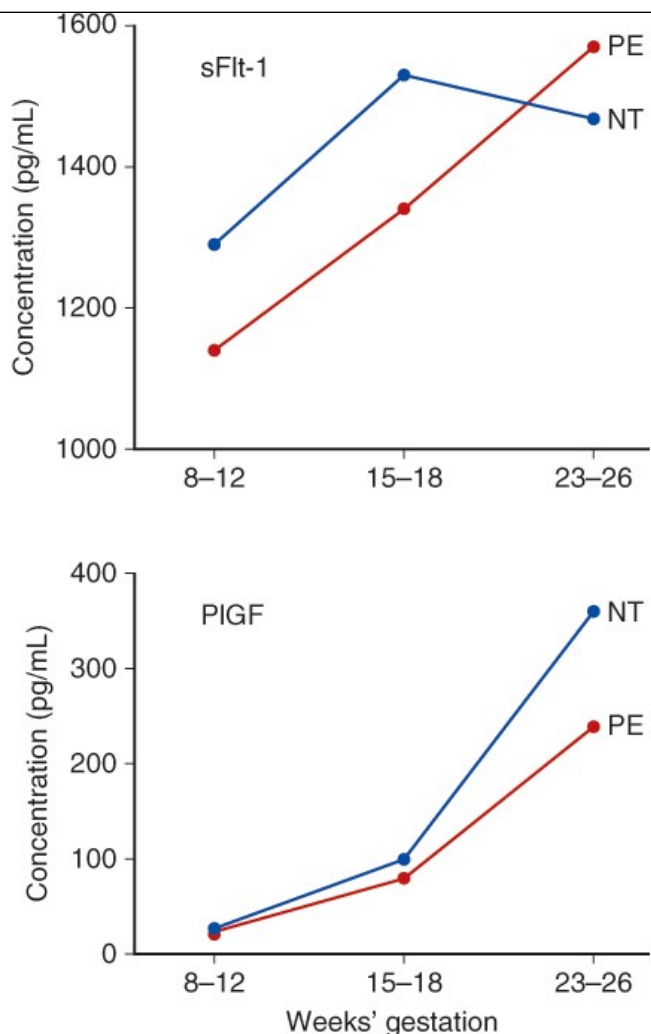 1600
sFlt-1
PE
NT
1400
1200
1000
Concentration (pg/mL)
8–12
15–18
23–26
400
PlGF
NT
300
PE
200
100
0
Concentration (pg/mL)
8–12
15–18
23–26
Weeks' gestation